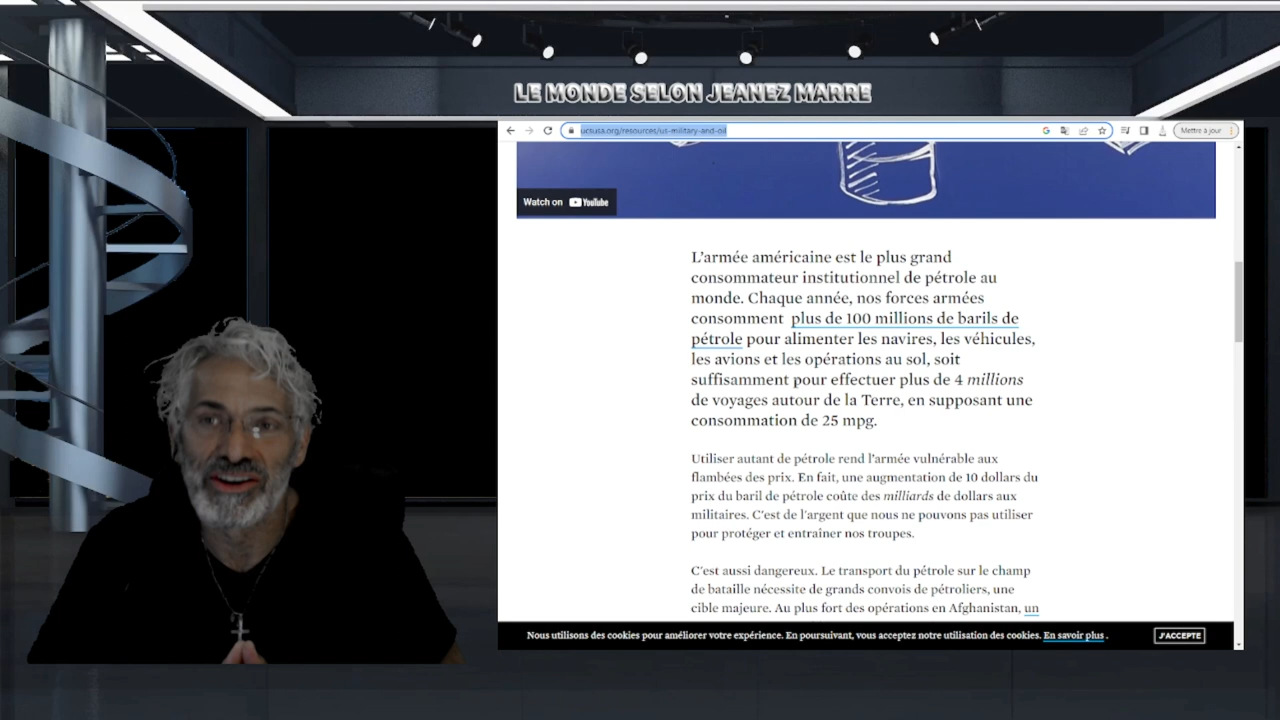 LE MONDE SELON JEANEZ MARRE
ucsusa.org/resources/us-military-and-oil
Mettre à jour
Watch on YouTube
L'armée américaine est le plus grand
consommateur institutionnel de pétrole au
monde. Chaque année, nos forces armées
consomment plus de 100 millions de barils de
pétrole pour alimenter les navires, les véhicules,
les avions et les opérations au sol, soit
suffisamment pour effectuer plus de 4 millions
de voyages autour de la Terre, en supposant une
consommation de 25 mpg.
Utiliser autant de pétrole rend l'armée vulnérable aux
flambées des prix. En fait, une augmentation de 10 dollars du
prix du baril de pétrole coûte des milliards de dollars aux
militaires. C'est de l'argent que nous ne pouvons pas utiliser
pour protéger et entraîner nos troupes.
C'est aussi dangereux. Le transport du pétrole sur le champ
de bataille nécessite de grands convois de pétroliers, une
cible majeure. Au plus fort des opérations en Afghanistan, un
Nous utilisons des cookies pour améliorer votre expérience. En poursuivant, vous acceptez notre utilisation des cookies. En savoir plus .
J'ACCEPTE